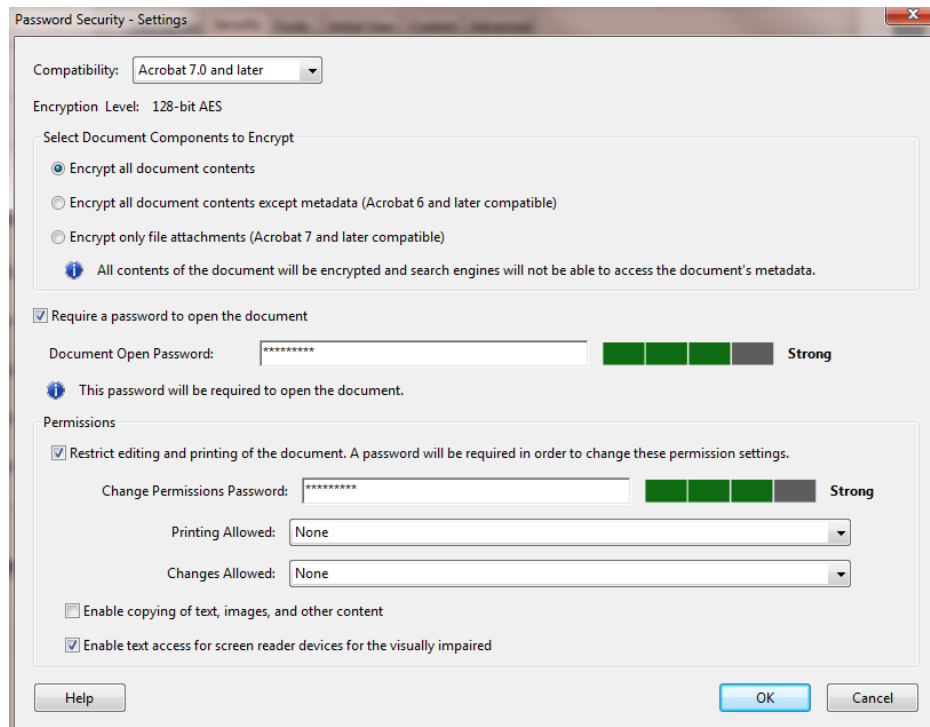 Password Security - Settings
Compatibility: Acrobat 7.0 and later
Encryption Level: 128-bit AES
Select Document Components to Encrypt
Encrypt all document contents
Encrypt all document contents except metadata (Acrobat 6 and later compatible)
Encrypt only file attachments (Acrobat 7 and later compatible)
All contents of the document will be encrypted and search engines will not be able to access the document's metadata.
Require a password to open the document
Document Open Password: ********* Strong
This password will be required to open the document.
Permissions
Restrict editing and printing of the document. A password will be required in order to change these permission settings.
Change Permissions Password: ********* Strong
Printing Allowed: None
Changes Allowed: None
Enable copying of text, images, and other content
Enable text access for screen reader devices for the visually impaired
Help OK Cancel